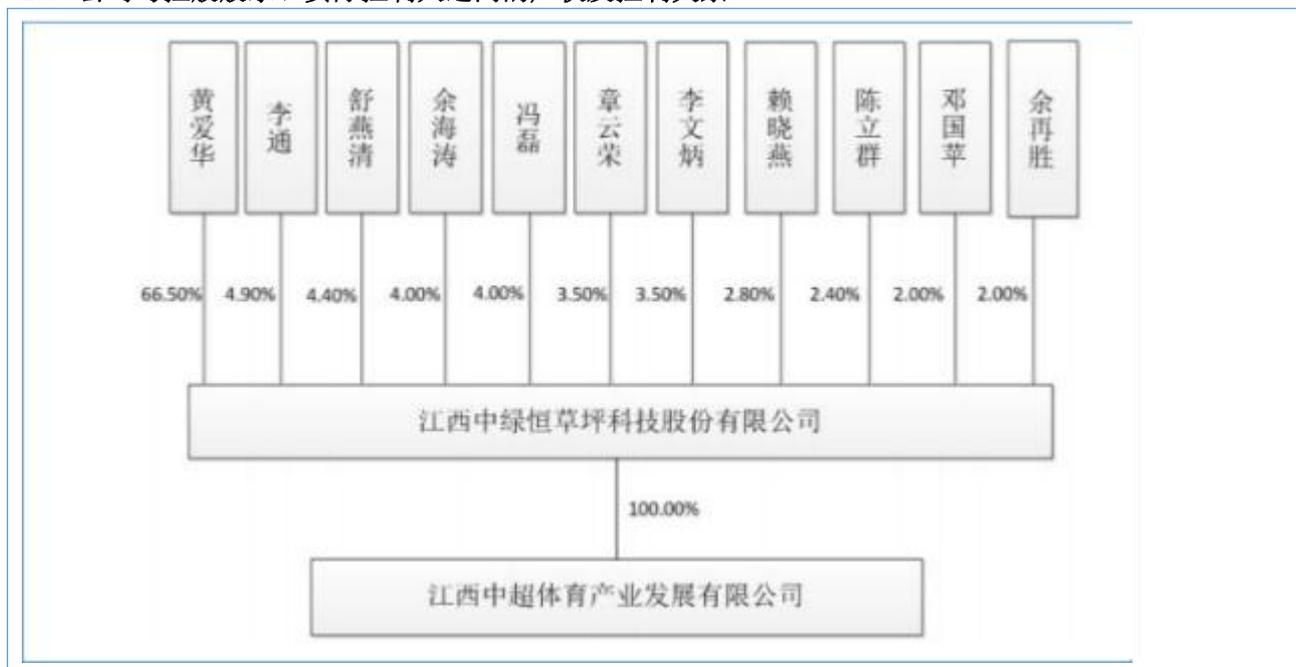 黄爱华
李通
舒燕清
余海涛
冯磊
章云荣
李文炳
赖晓燕
陈立群
邓国苹
余再胜
66.50%
4.90%
4.40%
4.00%
4.00%
3.50%
3.50%
2.80%
2.40%
2.00%
2.00%
江西中绿恒草坪科技股份有限公司
100.00%
江西中超体育产业发展有限公司